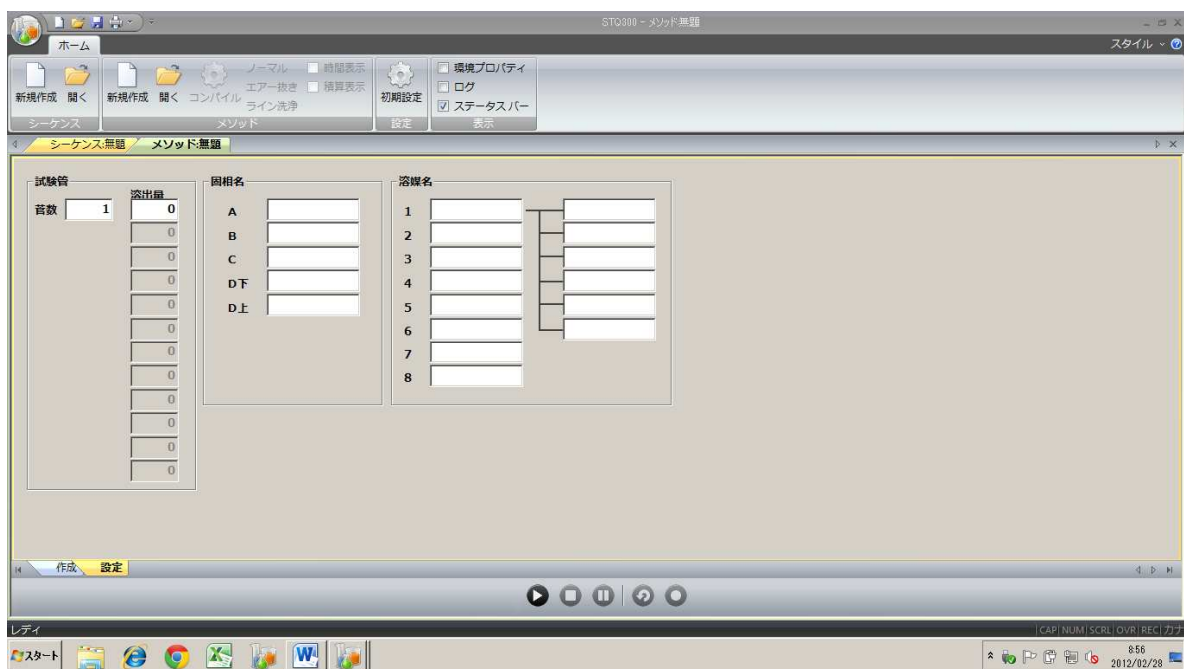 STQ300 - メソッド:無題
ホーム
スタイル
新規作成 開く 新規作成 開く コンパイル ノーマル 時間表示 初期設定 環境プロパティ
エアー抜き 積算表示 ログ
ライン洗浄 ステータス バー
シーケンス メソッド 設定 表示
シーケンス:無題 メソッド:無題
試験管 固相名 溶媒名
溶出量
菅数 1 0 A 1
0 B 2
0 C 3
0 D下 4
0 D上 5
0 6
0 7
0 8
0
0
0
0
作成 設定
レディ
CAP NUM SCRL OVR REC カナ
スタート
8:56
2012/02/28